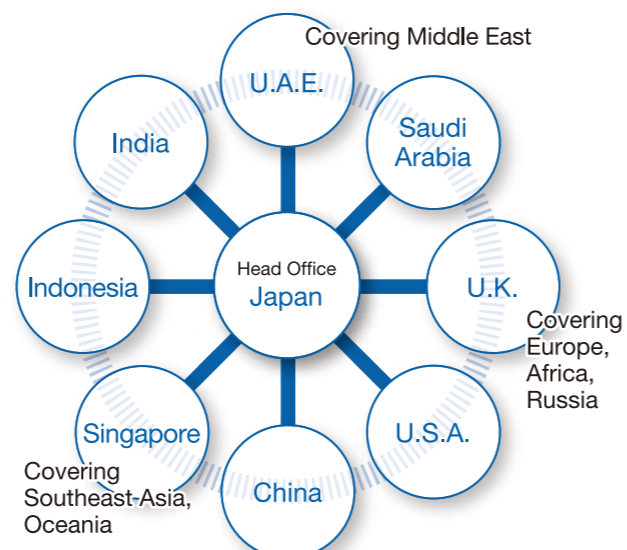 Covering Middle East
U.A.E.
India
Saudi
Arabia
Head Office
Japan
Indonesia
U.K.
Covering
Europe,
Africa,
Russia
Singapore
U.S.A.
Covering
Southeast-Asia,
Oceania
China